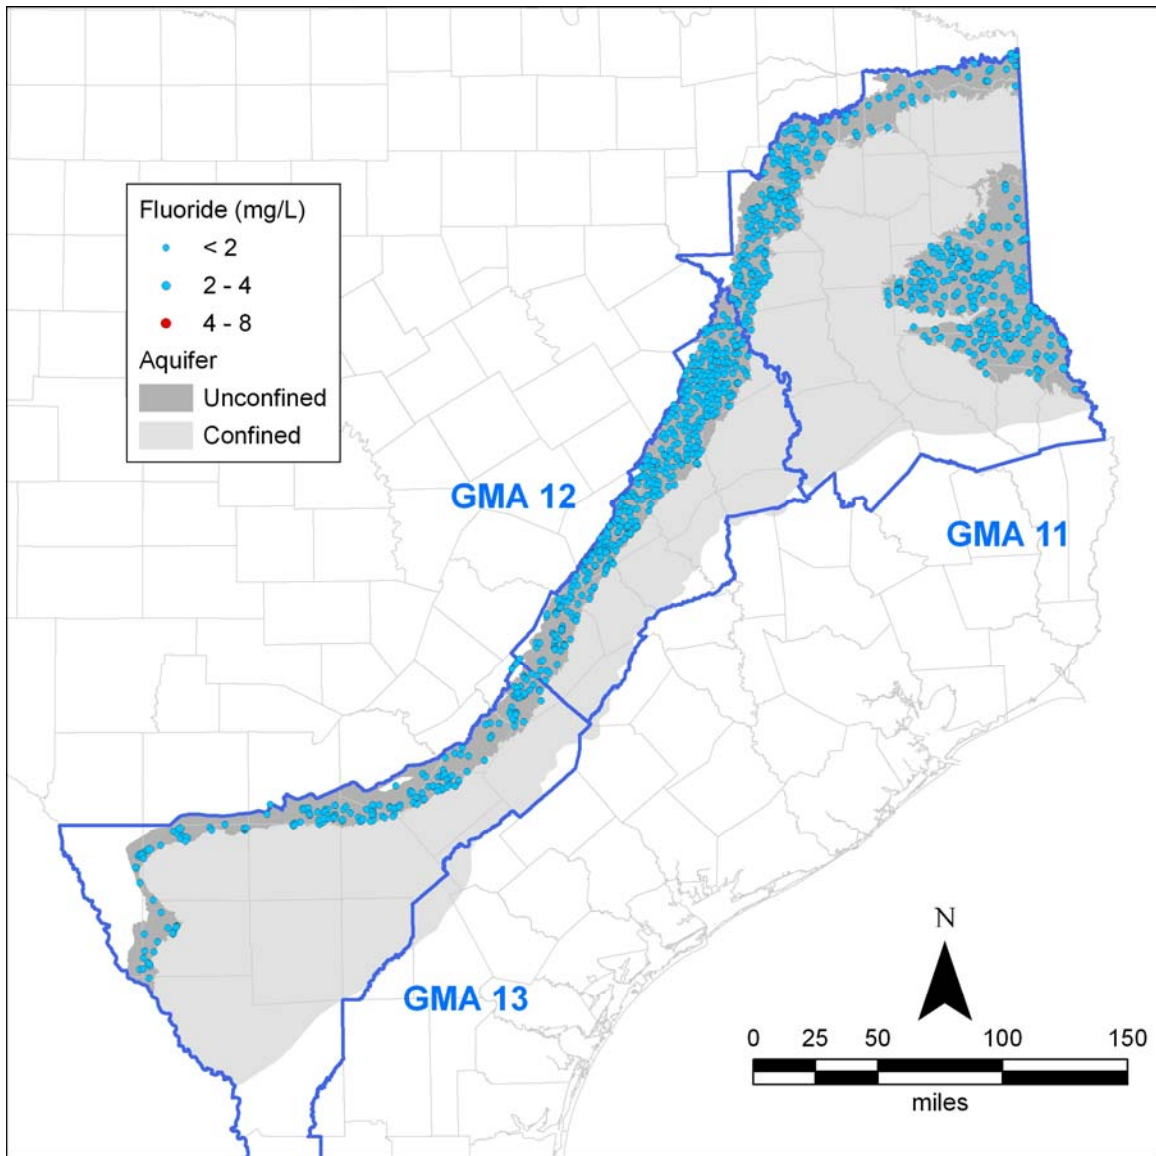 Fluoride (mg/L)
< 2
2 - 4
4 - 8
Aquifer
Unconfined
Confined
GMA 12
GMA 11
GMA 13
N
0 25 50 100 150
miles